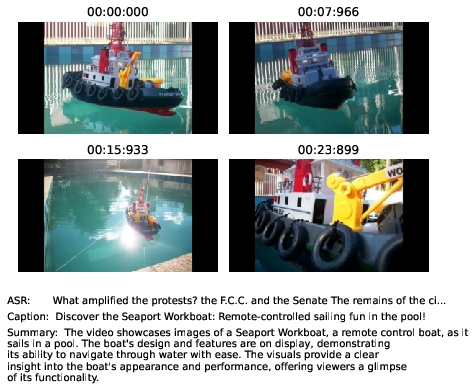 00:00:000 00:07:966
00:15:933 00:23:899
WO
ASR: What amplified the protests? the F.C.C. and the Senate The remains of the ci...
Caption: Discover the Seaport Workboat: Remote-controlled sailing fun in the pool!
Summary: The video showcases images of a Seaport Workboat, a remote control boat, as it
sails in a pool. The boat's design and features are on display, demonstrating
its ability to navigate through water with ease. The visuals provide a clear
insight into the boat's appearance and performance, offering viewers a glimpse
of its functionality.